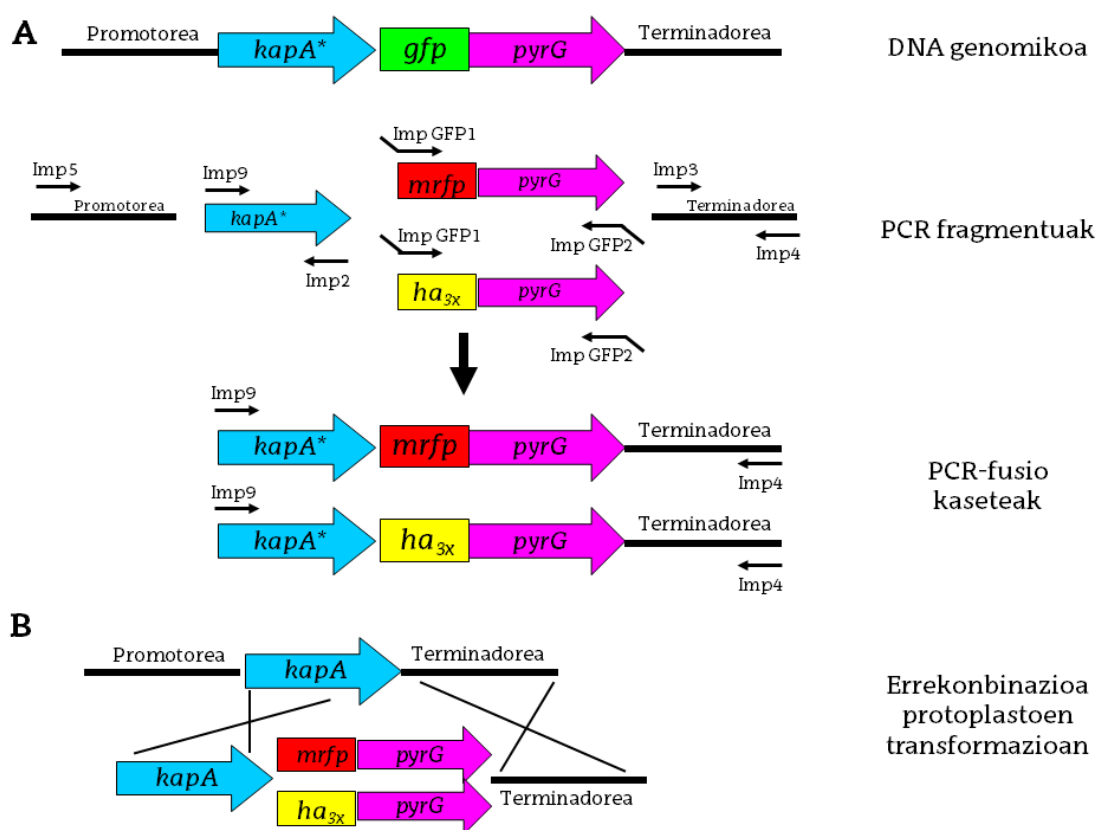 A
Promotorea
kapA*
gfp
pyrG
Terminadorea
DNA genomikoa
Imp5
Promotorea
Imp9
kapA*
Imp2
Imp GFP1
mrfp
pyrG
Imp GFP1
Imp GFP2
ha3x
pyrG
Imp GFP2
Imp3
Terminadorea
Imp4
PCR fragmentuak
Imp9
kapA*
mrfp
pyrG
Terminadorea
Imp4
Imp9
kapA*
ha3x
pyrG
Terminadorea
Imp4
PCR-fusio
kaseteak
B
Promotorea
kapA
Terminadorea
kapA
mrfp
pyrG
ha3x
pyrG
Terminadorea
Errekonbinazioa
protoplastoen
transformazioan